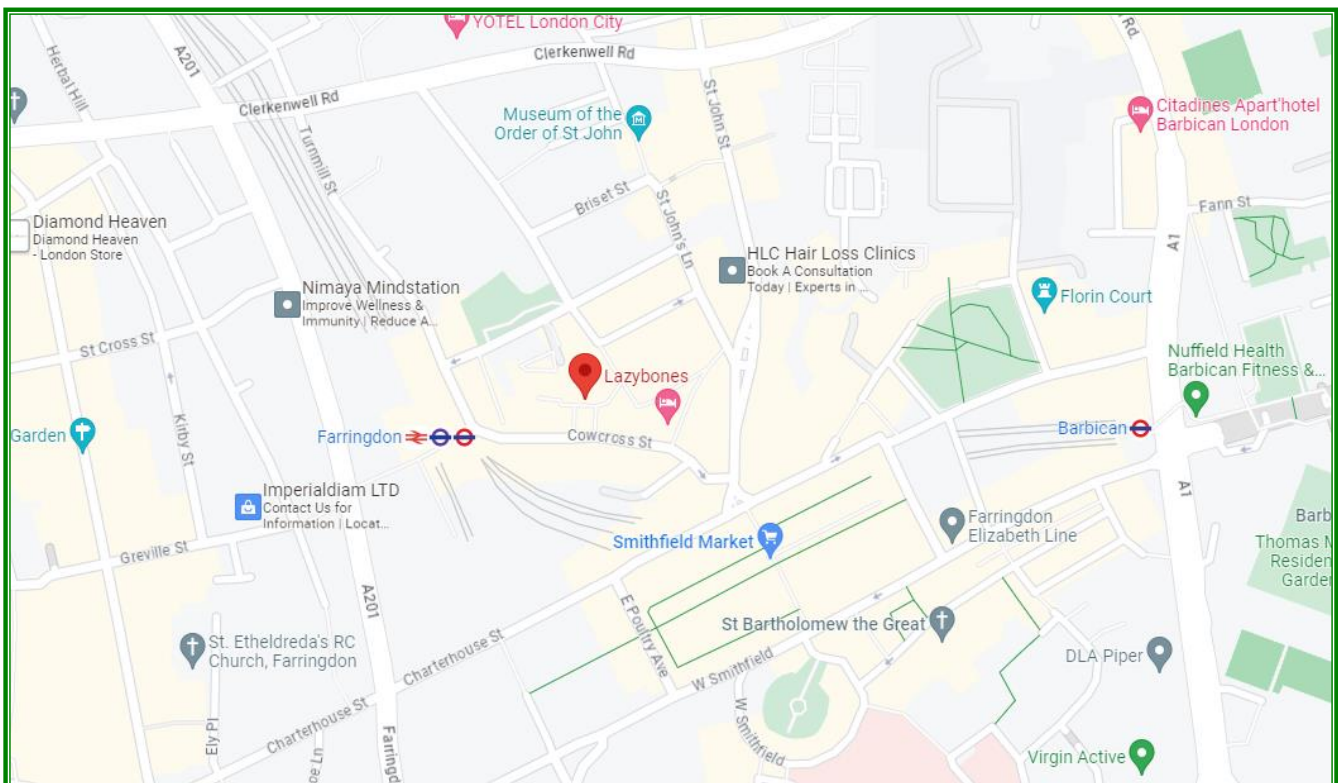 YOTEL London City
Rd
Herbal Hill
A201
Clerkenwell Rd
Clerkenwell Rd
Turnmill St
Museum of the
Order of St John
St John St
Citadines Apart'hotel
Barbican London
Briset St
St John's Ln
Fann St
A1
Diamond Heaven
Diamond Heaven
- London Store
HLC Hair Loss Clinics
Book A Consultation
Today | Experts in ...
Nimaya Mindstation
Improve Wellness &
Immunity | Reduce A...
Florin Court
St Cross St
Lazybones
Nuffield Health
Barbican Fitness &...
Kirby St
Garden
Farringdon
Cowcross St
Barbican
Imperialdiam LTD
Contact Us for
Information | Locat...
A1
Greville St
Smithfield Market
Farringdon
Elizabeth Line
Barb
Thomas M
Residen
Garder
A201
E Poultry Ave
St Bartholomew the Great
St. Etheldreda's RC
Church, Farringdon
Charterhouse St
W Smithfield
DLA Piper
Ely Pl
Charterhouse St
Farringd
W Smithfield
Virgin Active
oe Ln